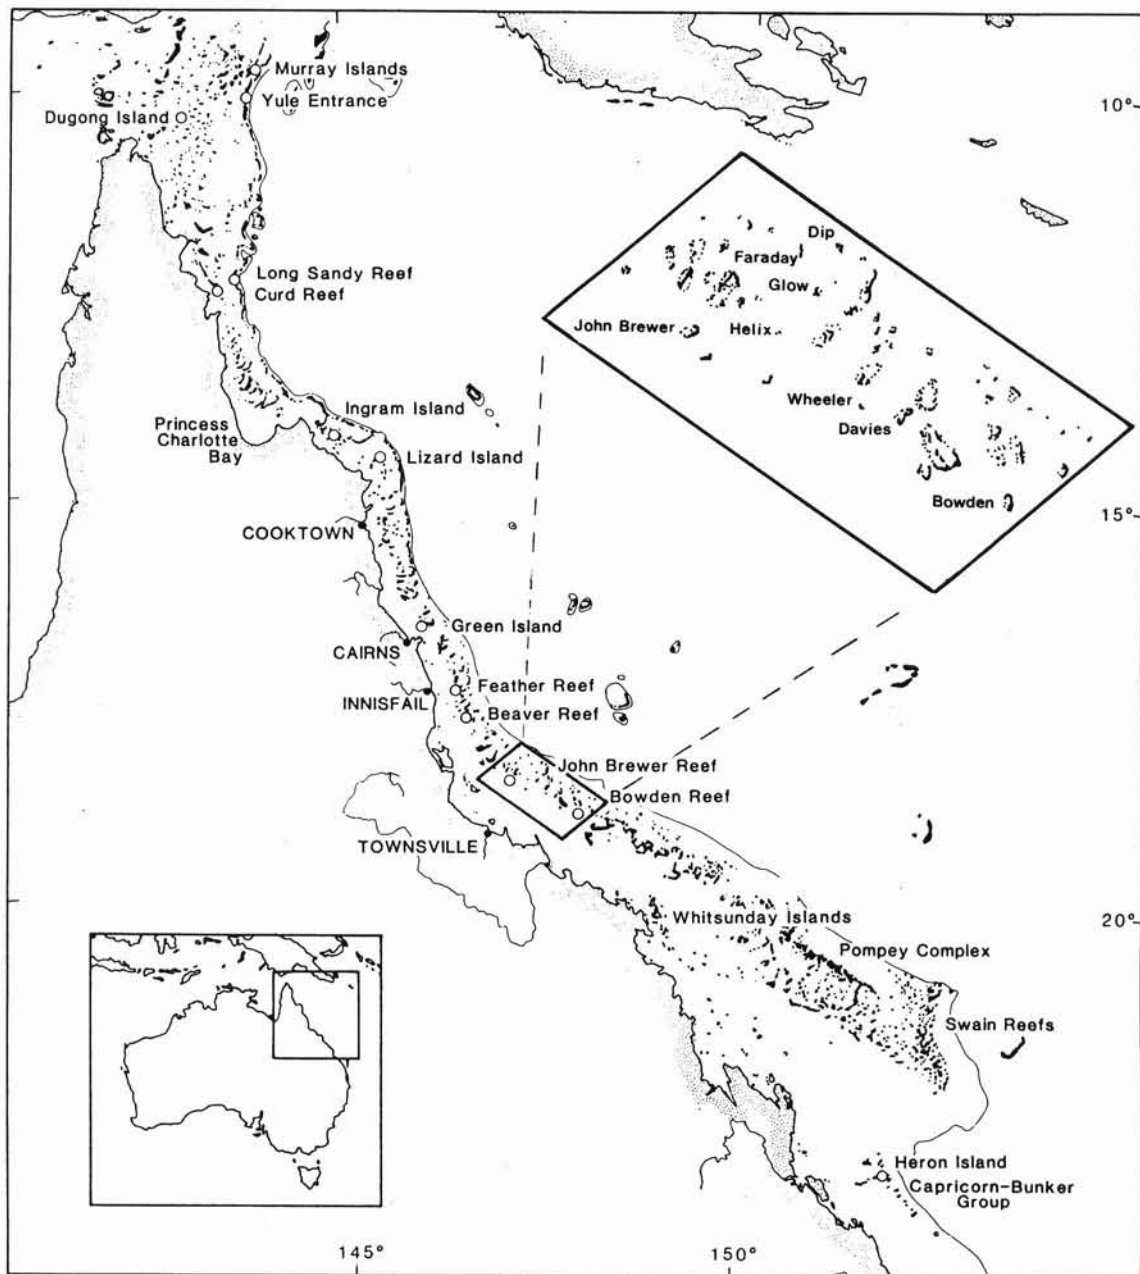 Murray Islands
Yule Entrance
Dugong Island
10°
Dip
Faraday
Glow
John Brewer
Helix
Wheeler
Davies
Bowden
Long Sandy Reef
Curd Reef
Ingram Island
Princess
Charlotte
Bay
Lizard Island
COOKTOWN
15°
Green Island
CAIRNS
Feather Reef
INNISFAIL
Beaver Reef
John Brewer Reef
Bowden Reef
TOWNSVILLE
Whitsunday Islands
20°
Pompey Complex
Swain Reefs
Heron Island
Capricorn-Bunker
Group
145°
150°